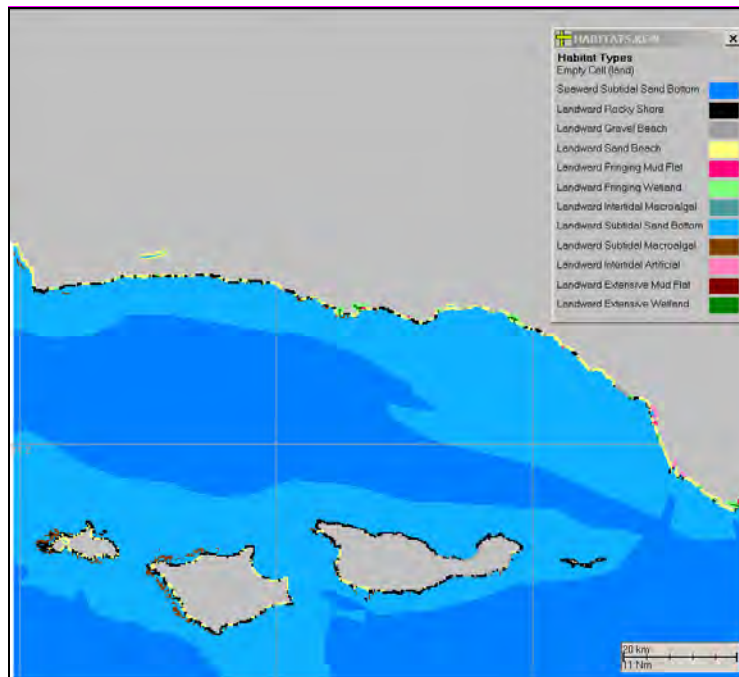 HABITATS.KEN
Habitat Types
Empty Cell (land)
Seaward Subtidal Sand Bottom
Landward Rocky Shore
Landward Gravel Beach
Landward Sand Beach
Landward Fringing Mud Flat
Landward Fringing Wetland
Landward Intertidal Macroalgal
Landward Subtidal Sand Bottom
Landward Subtidal Macroalgal
Landward Intertidal Artificial
Landward Extensive Mud Flat
Landward Extensive Wetland
20 km
11 Nm